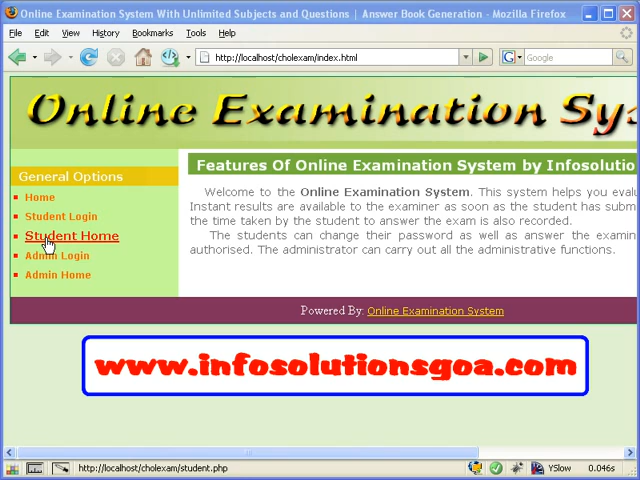 Online Examination System With Unlimited Subjects and Questions | Answer Book Generation - Mozilla Firefox
File Edit View History Bookmarks Tools Help
http://localhost/cholexam/index.html
Google
Online Examination Sys
General Options
Home
Student Login
Student Home
Admin Login
Admin Home
Features Of Online Examination System by Infosolutio
Welcome to the Online Examination System. This system helps you evalu
Instant results are available to the examiner as soon as the student has subm
the time taken by the student to answer the exam is also recorded.
The students can change their password as well as answer the examin
authorised. The administrator can carry out all the administrative functions.
Powered By: Online Examination System
www.infosolutionsgoa.com
http://localhost/cholexam/student.php
YSlow 0.046s